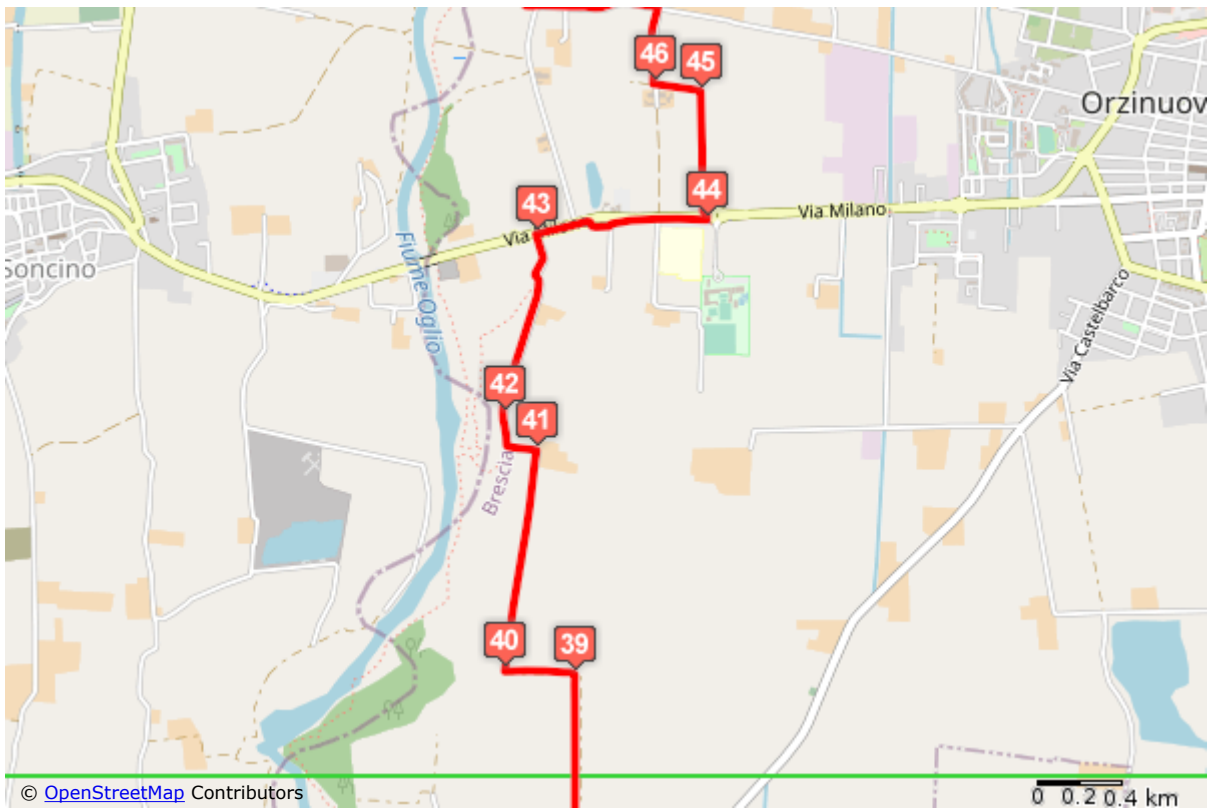 46
45
Orzinuov
44
43
Via Milano
Via
Soncino
Fiume Oglio
Via Castelbarco
42
41
Brescia
40
39
© OpenStreetMap Contributors
0 0.2 0.4 km